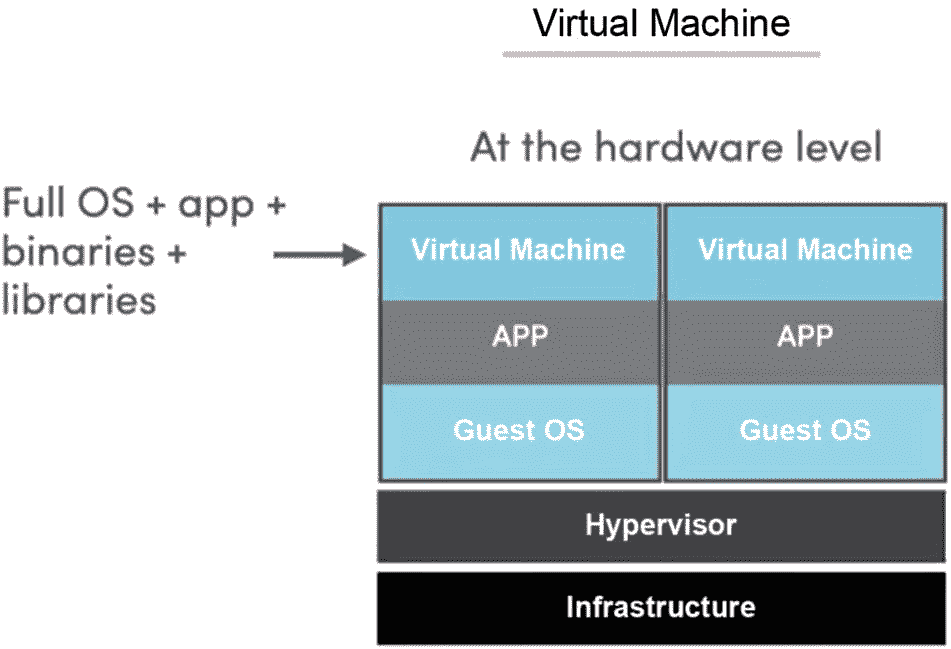 Virtual Machine
At the hardware level
Full OS + app +
binaries +
libraries
Virtual Machine
Virtual Machine
APP
APP
Guest OS
Guest OS
Hypervisor
Infrastructure